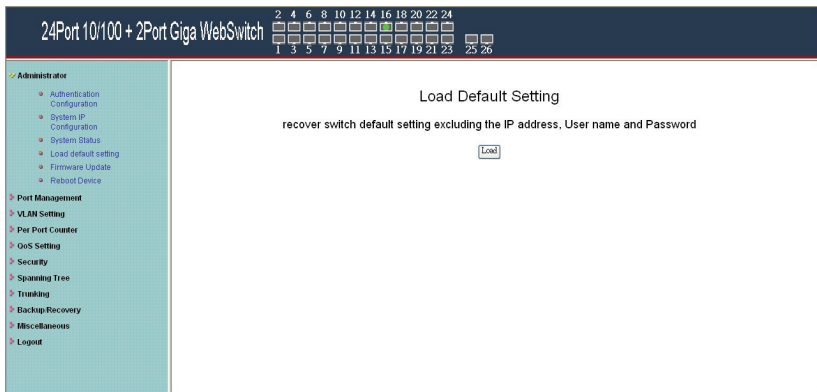 24Port 10/100 + 2Port Giga WebSwitch
2 4 6 8 10 12 14 16 18 20 22 24
1 3 5 7 9 11 13 15 17 19 21 23 25 26
Administrator
Authentication
Configuration
System IP
Configuration
System Status
Load default setting
Firmware Update
Reboot Device
Port Management
VLAN Setting
Per Port Counter
QoS Setting
Security
Spanning Tree
Trunking
Backup/Recovery
Miscellaneous
Logout
Load Default Setting
recover switch default setting excluding the IP address, User name and Password
Load